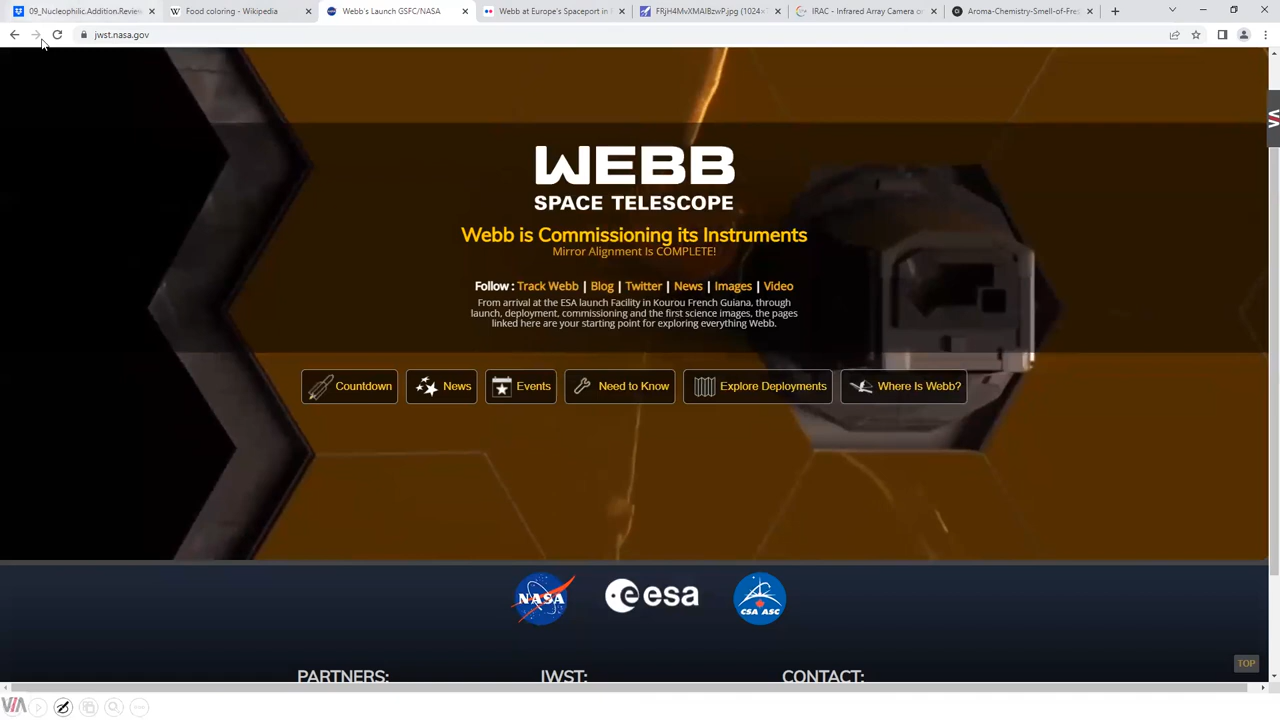 09_Nucleophilic.Addition.Review
Food coloring - Wikipedia
Webb's Launch GSFC/NASA
Webb at Europe's Spaceport in
FRjH4MvXMAIBzwP.jpg (1024×
IRAC - Infrared Array Camera o
Aroma-Chemistry-Smell-of-Fres
jwst.nasa.gov
WEBB
SPACE TELESCOPE
Webb is Commissioning its Instruments
Mirror Alignment Is COMPLETE!
Follow : Track Webb | Blog | Twitter | News | Images | Video
From arrival at the ESA launch Facility in Kourou French Guiana, through
launch, deployment, commissioning and the first science images, the pages
linked here are your starting point for exploring everything Webb.
Countdown
News
Events
Need to Know
Explore Deployments
Where Is Webb?
NASA
esa
CSA ASC
TOP
PARTNERS:
JWST:
CONTACT:
VIA